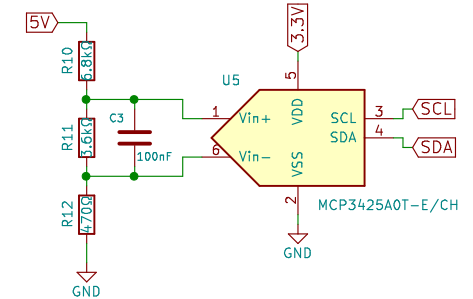 5V
3.3V
R10
6.8kΩ
U5
5
VDD
C3
1
Vin+
SCL
3
SCL
R11
3.6kΩ
SDA
4
SDA
100nF
6
Vin-
VSS
2
R12
470Ω
MCP3425A0T-E/CH
GND
GND